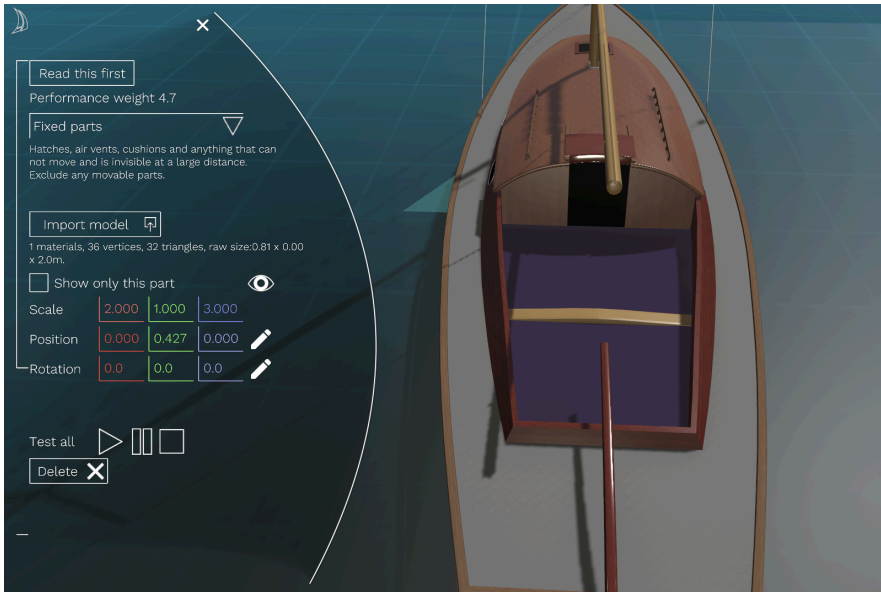 Read this first
Performance weight 4.7
Fixed parts
Hatches, air vents, cushions and anything that can
not move and is invisible at a large distance.
Exclude any movable parts.
Import model
1 materials, 36 vertices, 32 triangles, raw size:0.81 x 0.00
x 2.0m.
Show only this part
Scale 2.000 1.000 3.000
Position 0.000 0.427 0.000
Rotation 0.0 0.0 0.0
Test all
Delete